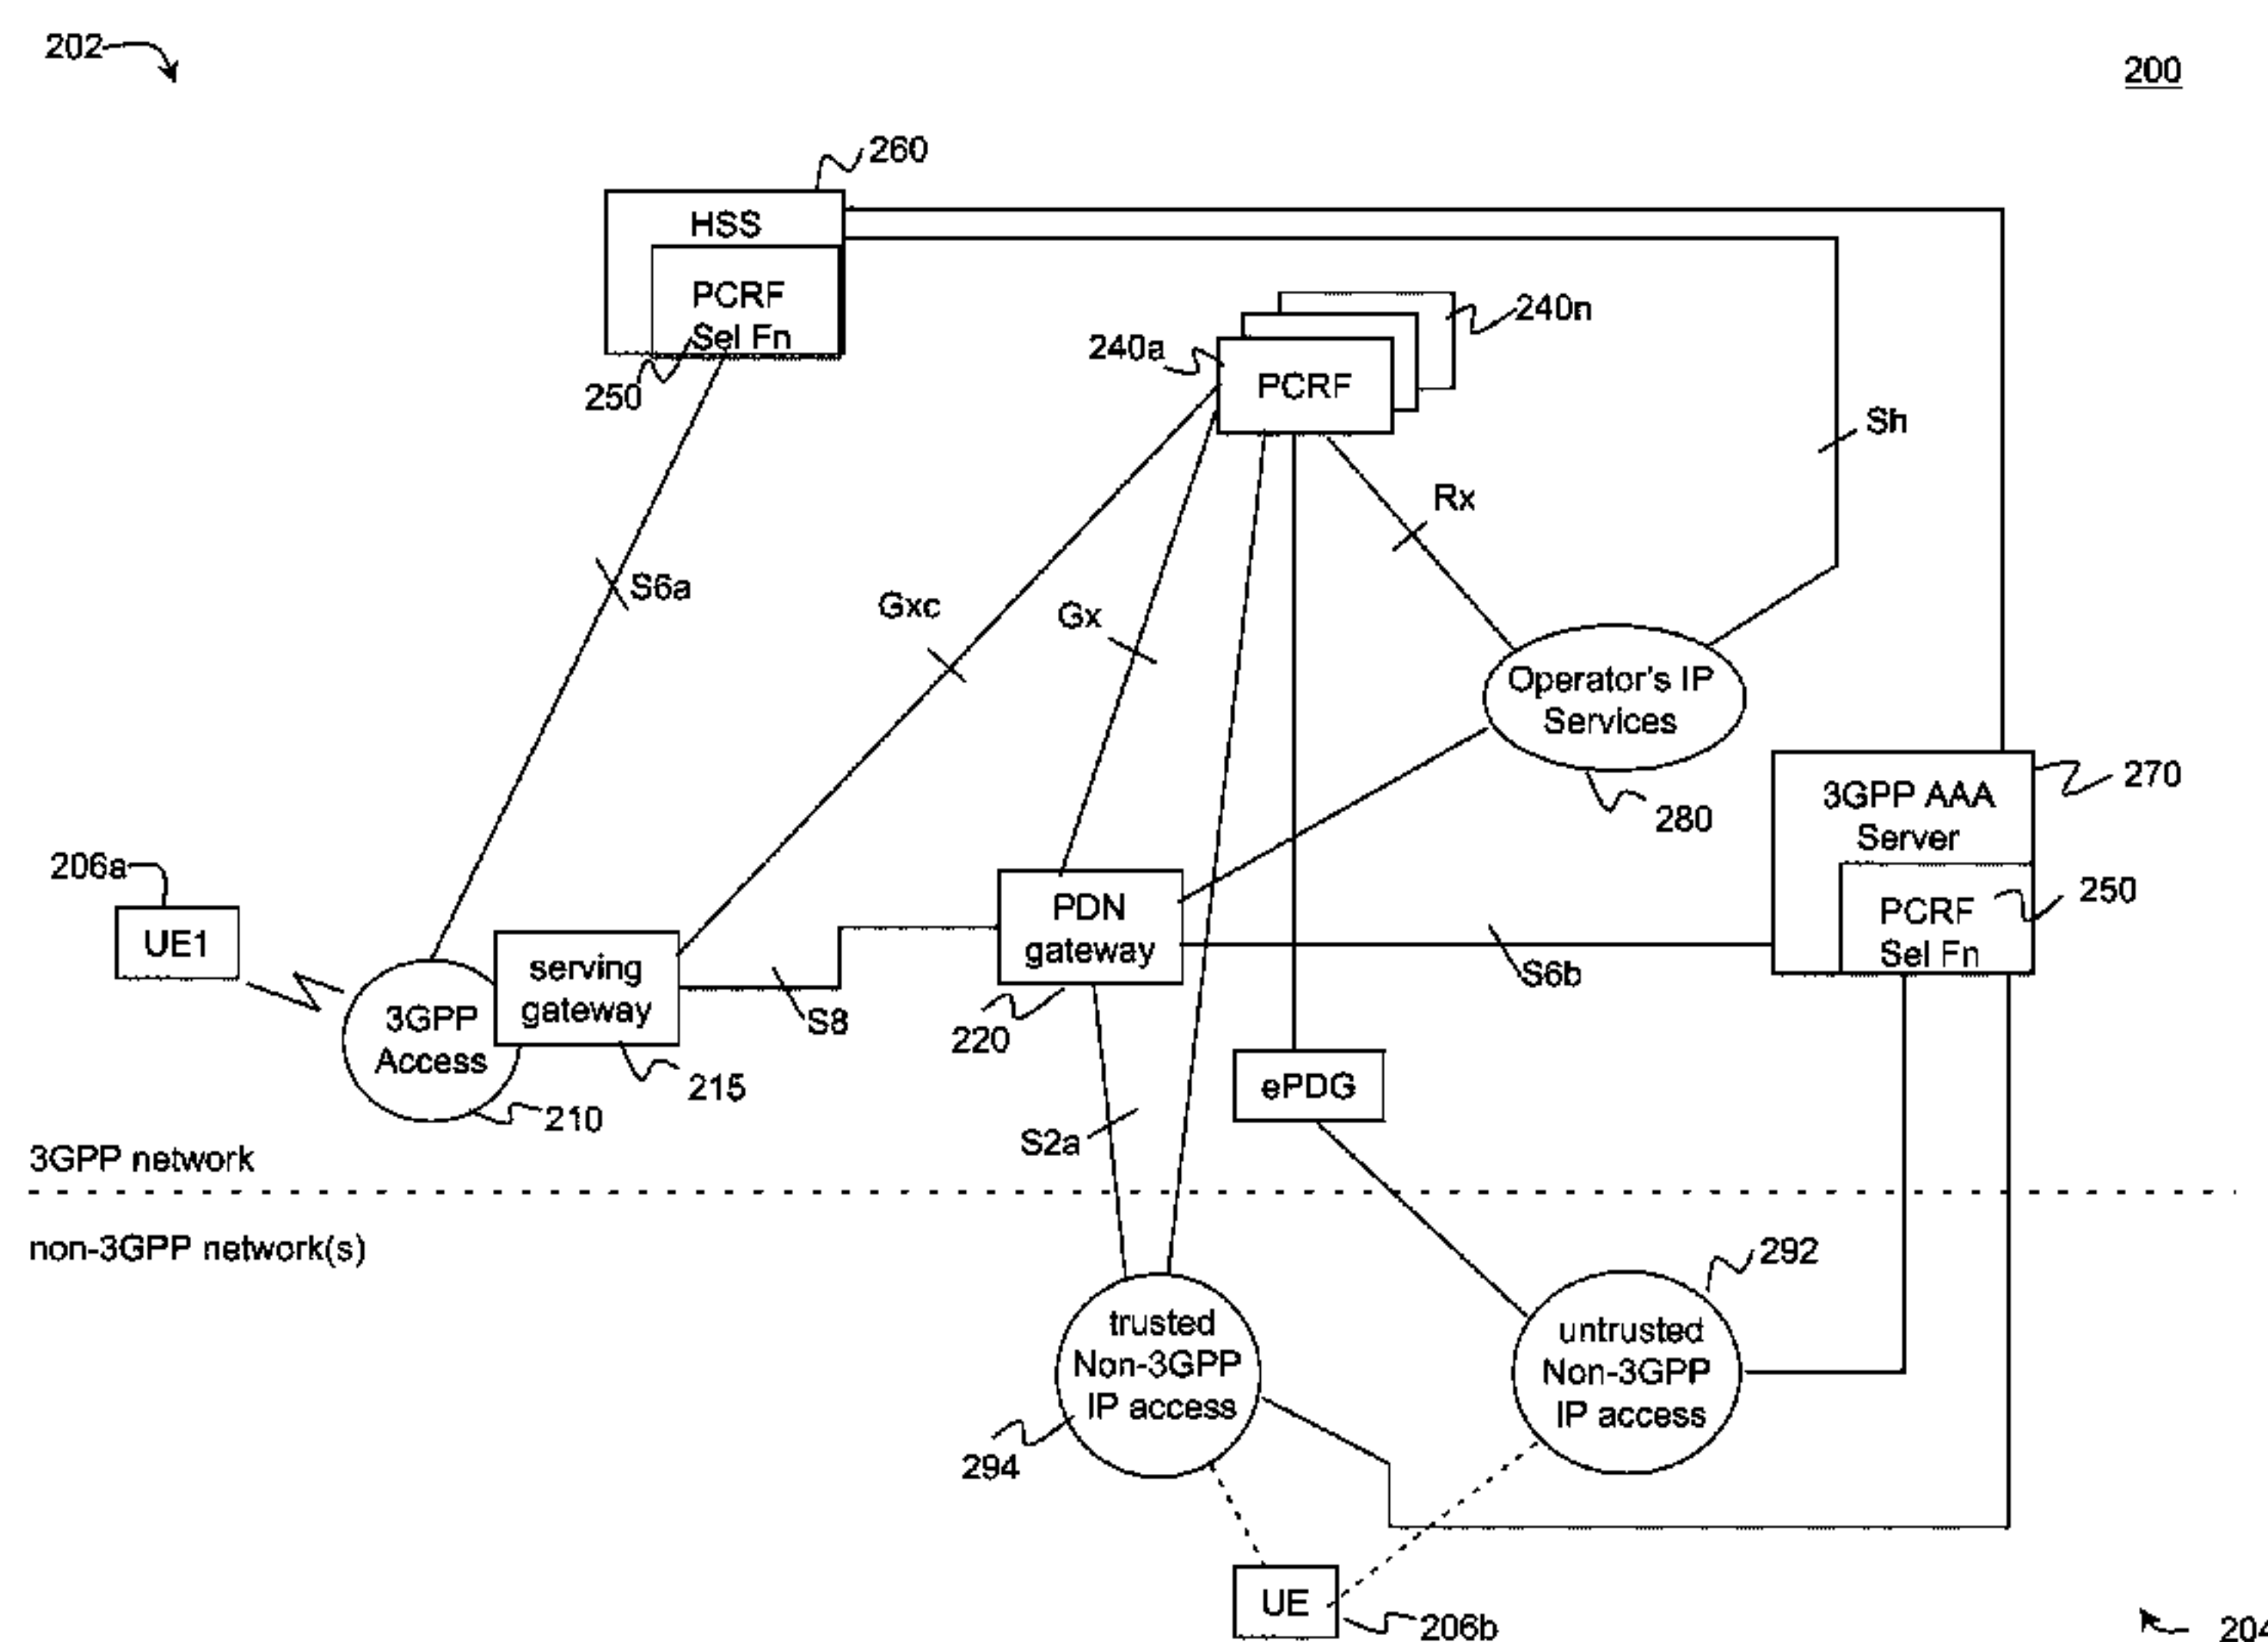 202
200
260
HSS
PCRF
Sel Fn
250
240n
240a
PCRF
Sh
Rx
S6a
Gxc
Gx
Operator's IP
Services
280
270
3GPP AAA
Server
250
PCRF
Sel Fn
206a
UE1
PDN
gateway
serving
gateway
S6b
S8
3GPP
Access
220
215
210
ePDG
S2a
3GPP network
non-3GPP network(s)
292
trusted
Non-3GPP
IP access
untrusted
Non-3GPP
IP access
294
UE
206b
204